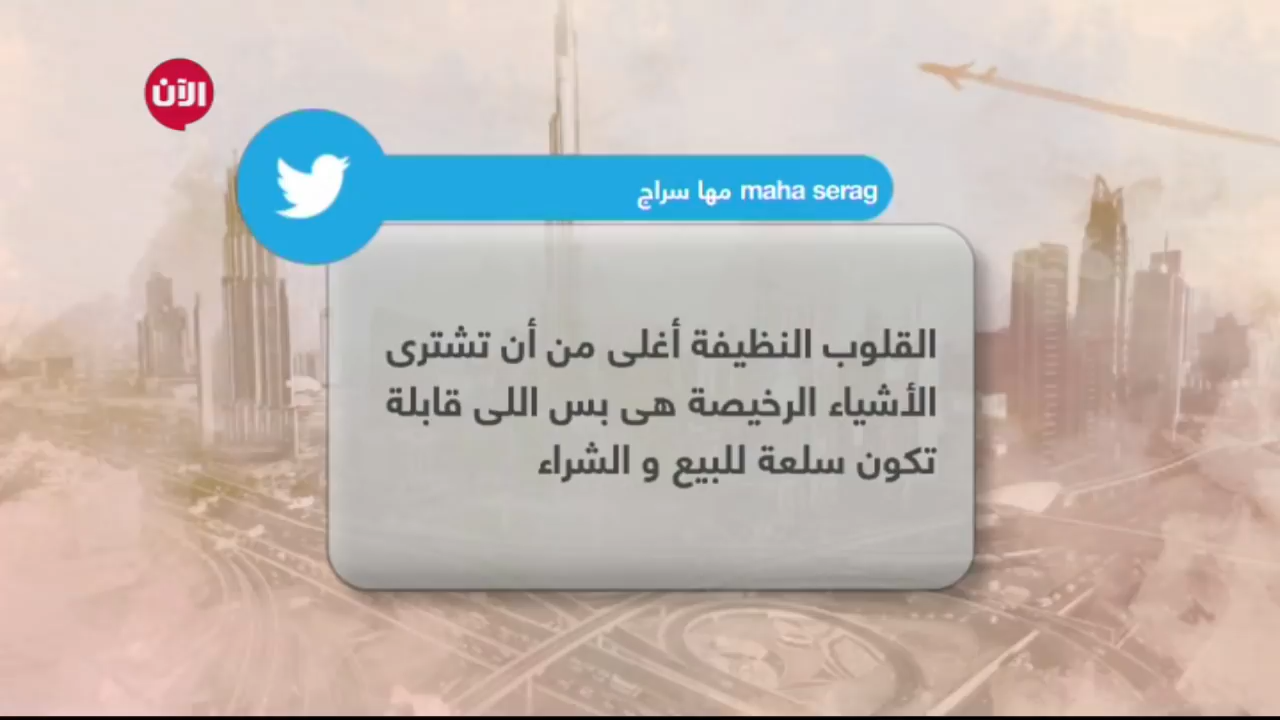 الآن
maha serag مها سراج
القلوب النظيفة أغلى من أن تشترى
الأشياء الرخيصة هى بس اللى قابلة
تكون سلعة للبيع و الشراء